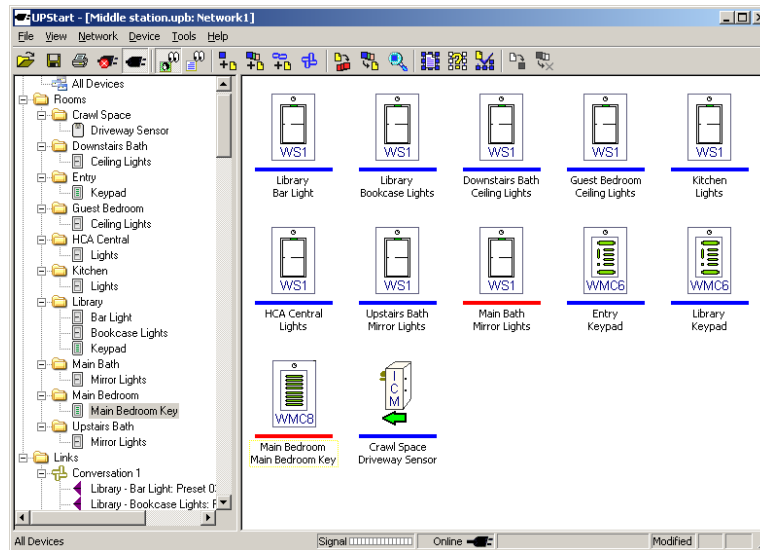 UPStart - [Middle station.upb: Network1]
File View Network Device Tools Help
All Devices
Rooms
Crawl Space
Driveway Sensor
Downstairs Bath
Ceiling Lights
Entry
Keypad
Guest Bedroom
Ceiling Lights
HCA Central
Lights
Kitchen
Lights
Library
Bar Light
Bookcase Lights
Keypad
Main Bath
Mirror Lights
Main Bedroom
Main Bedroom Key
Upstairs Bath
Mirror Lights
Links
Conversation 1
Library - Bar Light: Preset 0
Library - Bookcase Lights:
WS1 WS1 WS1 WS1 WS1
Library Library Downstairs Bath Guest Bedroom Kitchen
Bar Light Bookcase Lights Ceiling Lights Ceiling Lights Lights
WS1 WS1 WS1 WMC6 WMC6
HCA Central Upstairs Bath Main Bath Entry Library
Lights Mirror Lights Mirror Lights Keypad Keypad
WMC8 ICM
Main Bedroom Crawl Space
Main Bedroom Key Driveway Sensor
All Devices Signal Online Modified